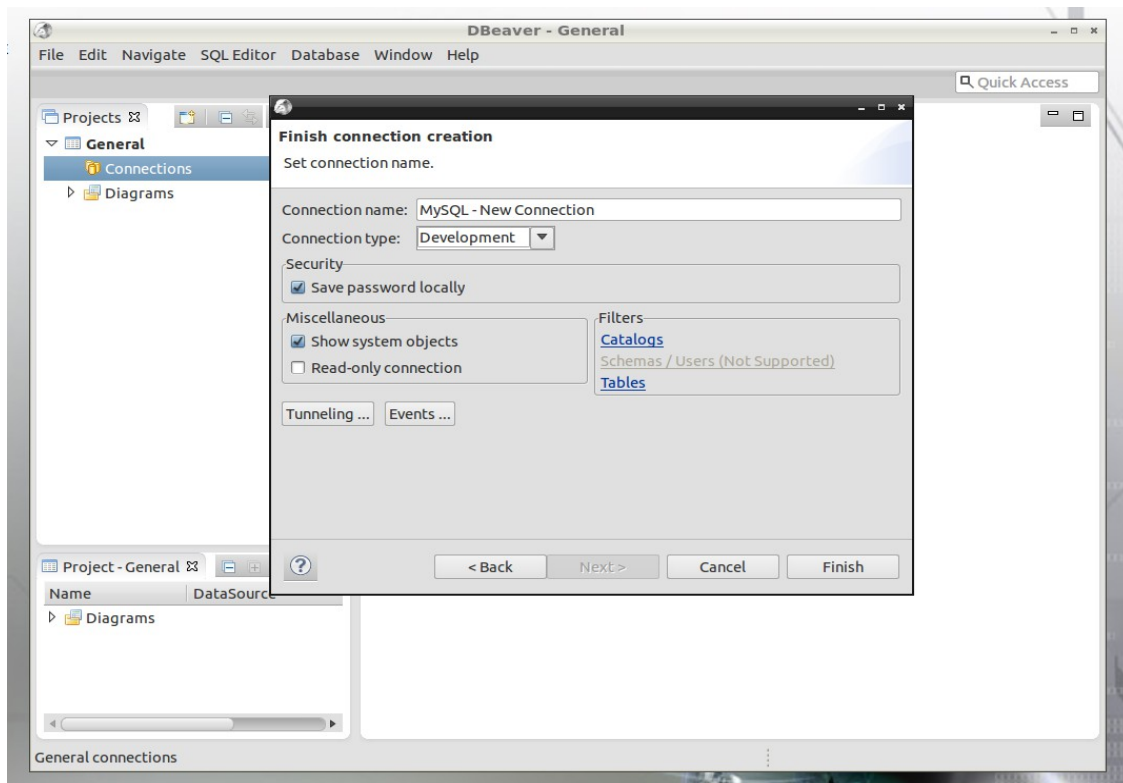 DBeaver - General
File Edit Navigate SQL Editor Database Window Help
Quick Access
Projects
General
Connections
Diagrams
Finish connection creation
Set connection name.
Connection name: MySQL - New Connection
Connection type: Development
Security
Save password locally
Miscellaneous
Show system objects
Read-only connection
Filters
Catalogs
Schemas / Users (Not Supported)
Tables
Tunneling ... Events ...
? < Back Next > Cancel Finish
Project - General
Name DataSource
Diagrams
General connections